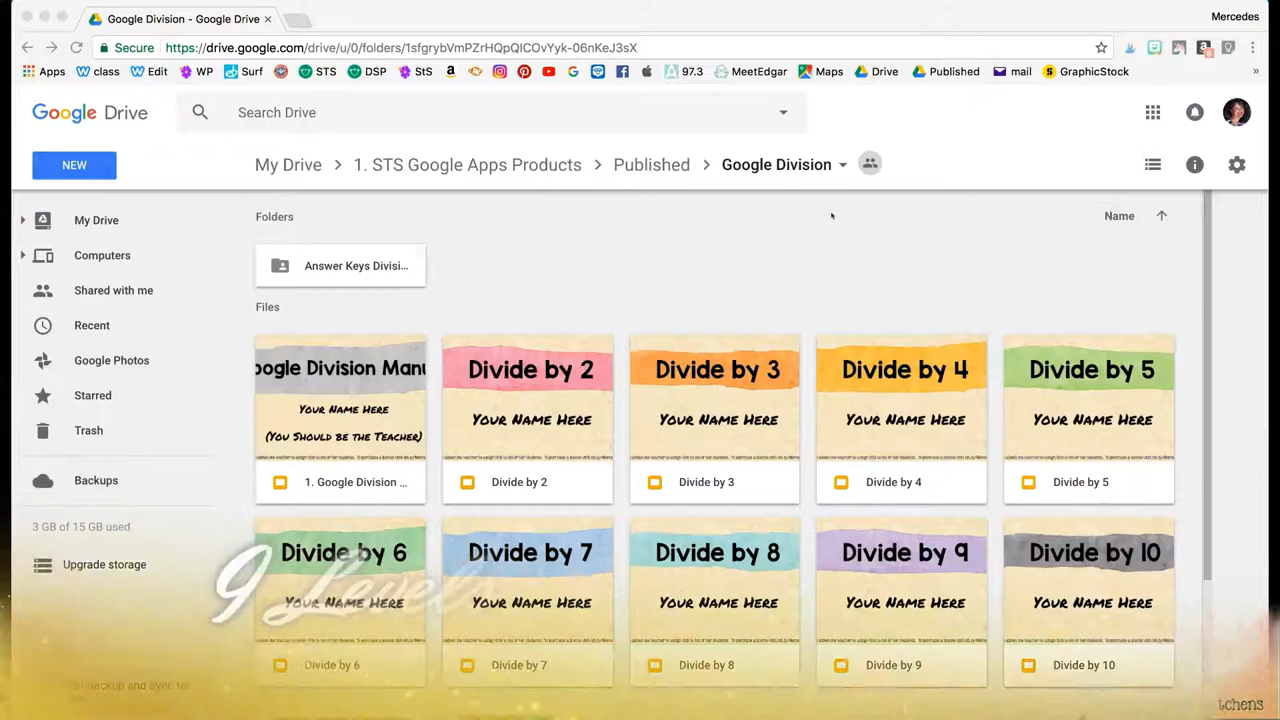 Google Division - Google Drive
Mercedes
Secure https://drive.google.com/drive/u/0/folders/1sfgrybVmPZrHQpQlCOvYyk-06nKeJ3sX
Apps class Edit WP Surf STS DSP StS 97.3 MeetEdgar Maps Drive Published mail GraphicStock »
Google Drive Search Drive
NEW My Drive > 1. STS Google Apps Products > Published > Google Division
My Drive
Computers
Shared with me
Recent
Google Photos
Starred
Trash
Backups
3 GB of 15 GB used
Upgrade storage
Folders Name
Answer Keys Divisi...
Files
oogle Division Manu
Your Name Here
(You Should be the Teacher)
1. Google Division ...
Divide by 2
Your Name Here
Divide by 2
Divide by 3
Your Name Here
Divide by 3
Divide by 4
Your Name Here
Divide by 4
Divide by 5
Your Name Here
Divide by 5
Divide by 6
Your Name Here
Divide by 6
Divide by 7
Your Name Here
Divide by 7
Divide by 8
Your Name Here
Divide by 8
Divide by 9
Your Name Here
Divide by 9
Divide by 10
Your Name Here
Divide by 10
9 Level
Backup and Sync for
tchens